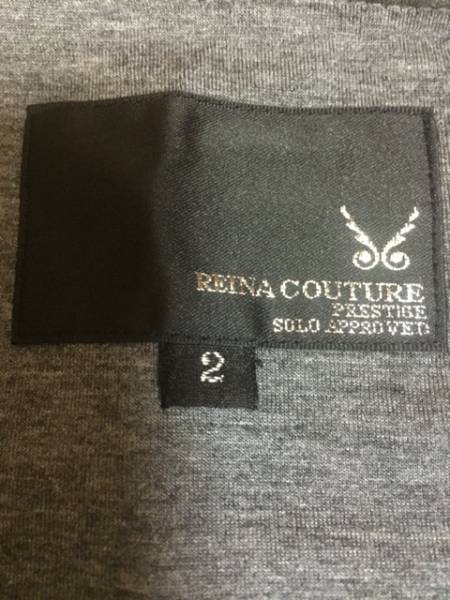 REINA COUTURE
PRESTIGE
SOLO APPROVED
2